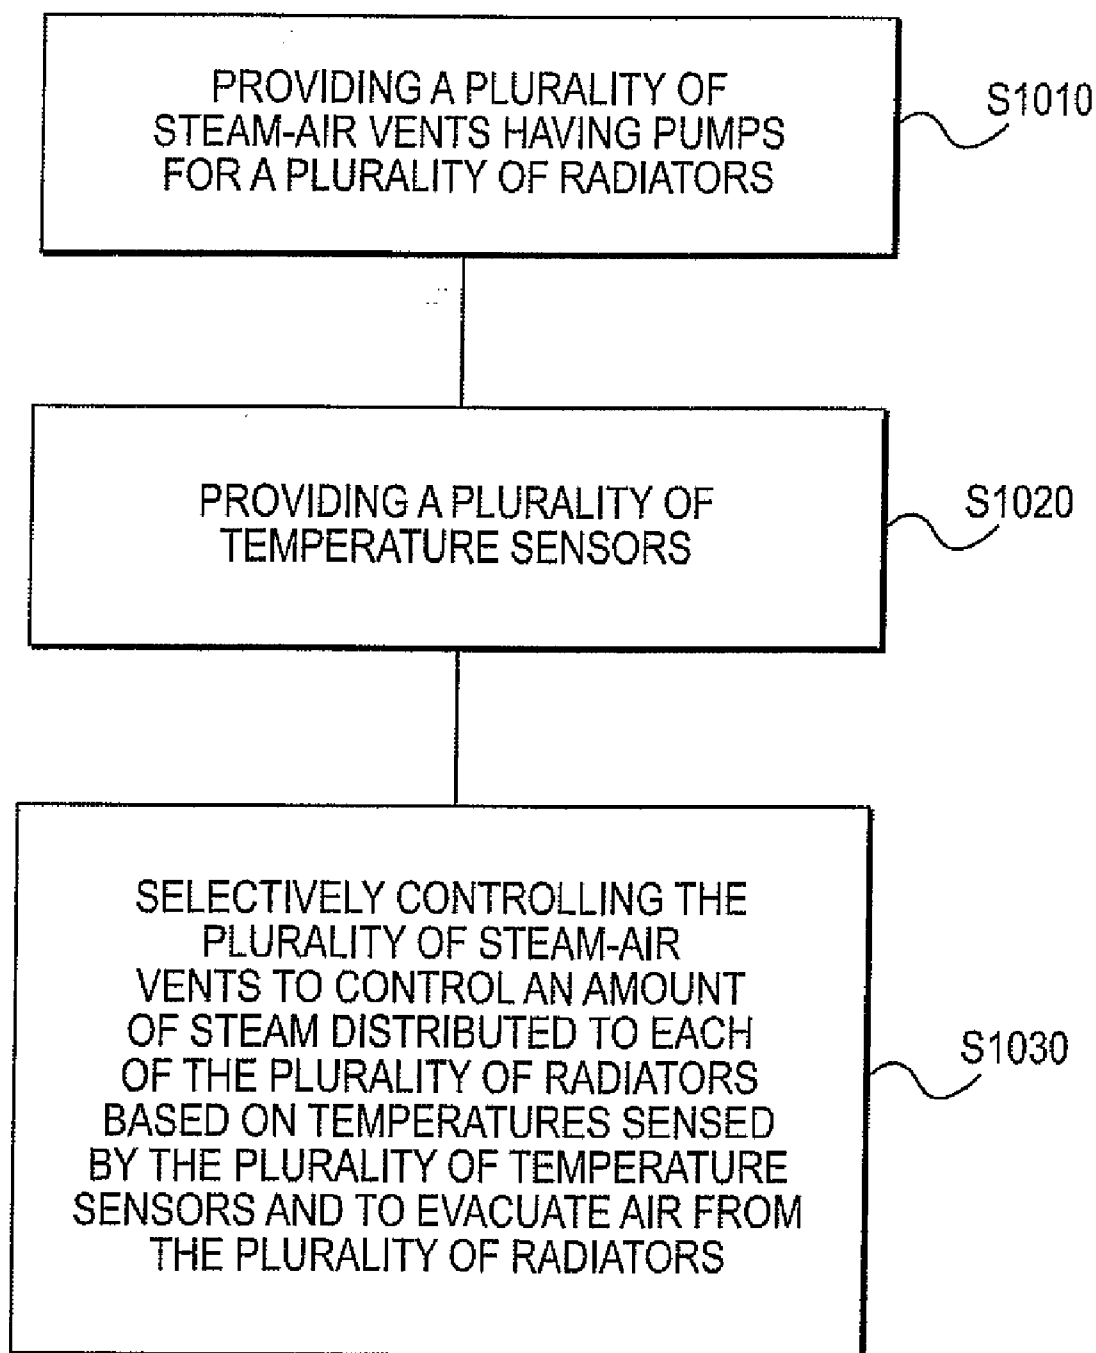 PROVIDING A PLURALITY OF
STEAM-AIR VENTS HAVING PUMPS
FOR A PLURALITY OF RADIATORS
S1010
PROVIDING A PLURALITY OF
TEMPERATURE SENSORS
S1020
SELECTIVELY CONTROLLING THE
PLURALITY OF STEAM-AIR
VENTS TO CONTROL AN AMOUNT
OF STEAM DISTRIBUTED TO EACH
OF THE PLURALITY OF RADIATORS
BASED ON TEMPERATURES SENSED
BY THE PLURALITY OF TEMPERATURE
SENSORS AND TO EVACUATE AIR FROM
THE PLURALITY OF RADIATORS
S1030